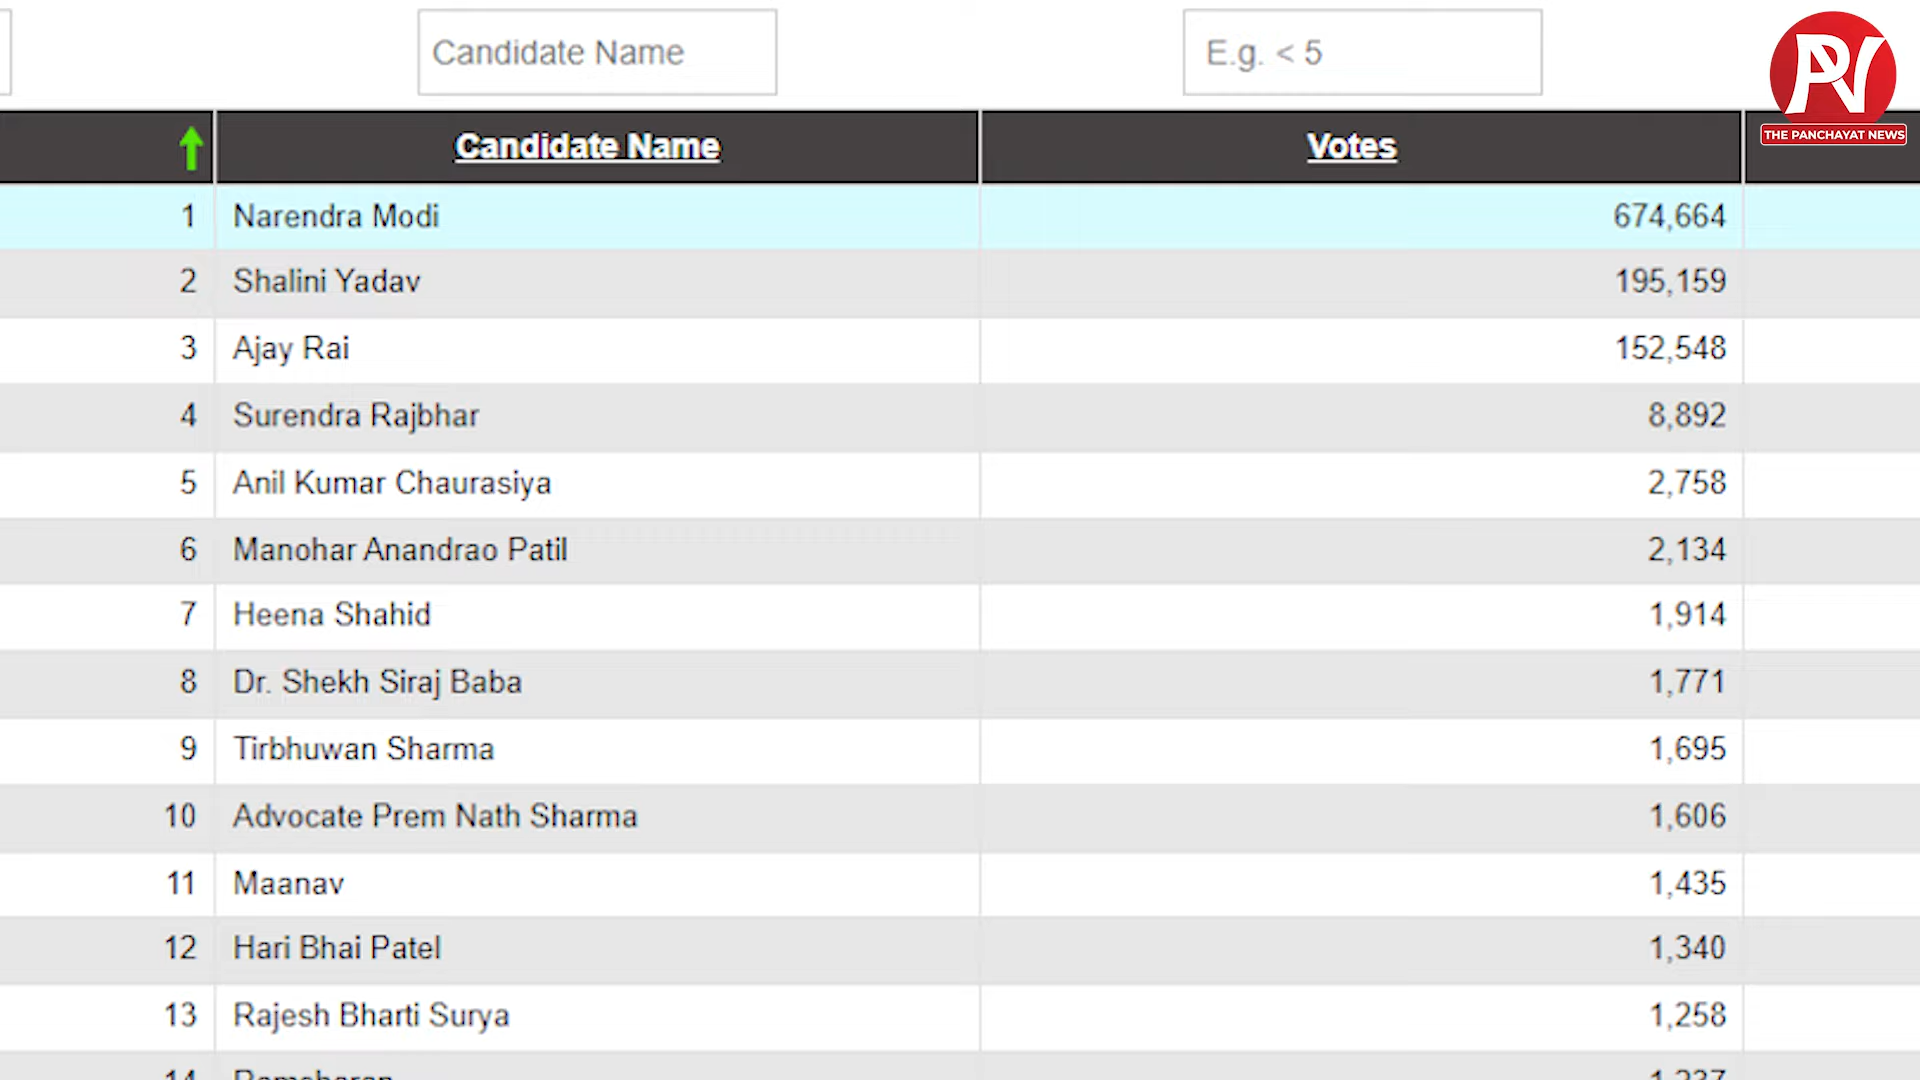 Candidate Name E.g. < 5
THE PANCHAYAT NEWS
Candidate Name Votes
1 Narendra Modi 674,664
2 Shalini Yadav 195,159
3 Ajay Rai 152,548
4 Surendra Rajbhar 8,892
5 Anil Kumar Chaurasiya 2,758
6 Manohar Anandrao Patil 2,134
7 Heena Shahid 1,914
8 Dr. Shekh Siraj Baba 1,771
9 Tirbhuwan Sharma 1,695
10 Advocate Prem Nath Sharma 1,606
11 Maanav 1,435
12 Hari Bhai Patel 1,340
13 Rajesh Bharti Surya 1,258